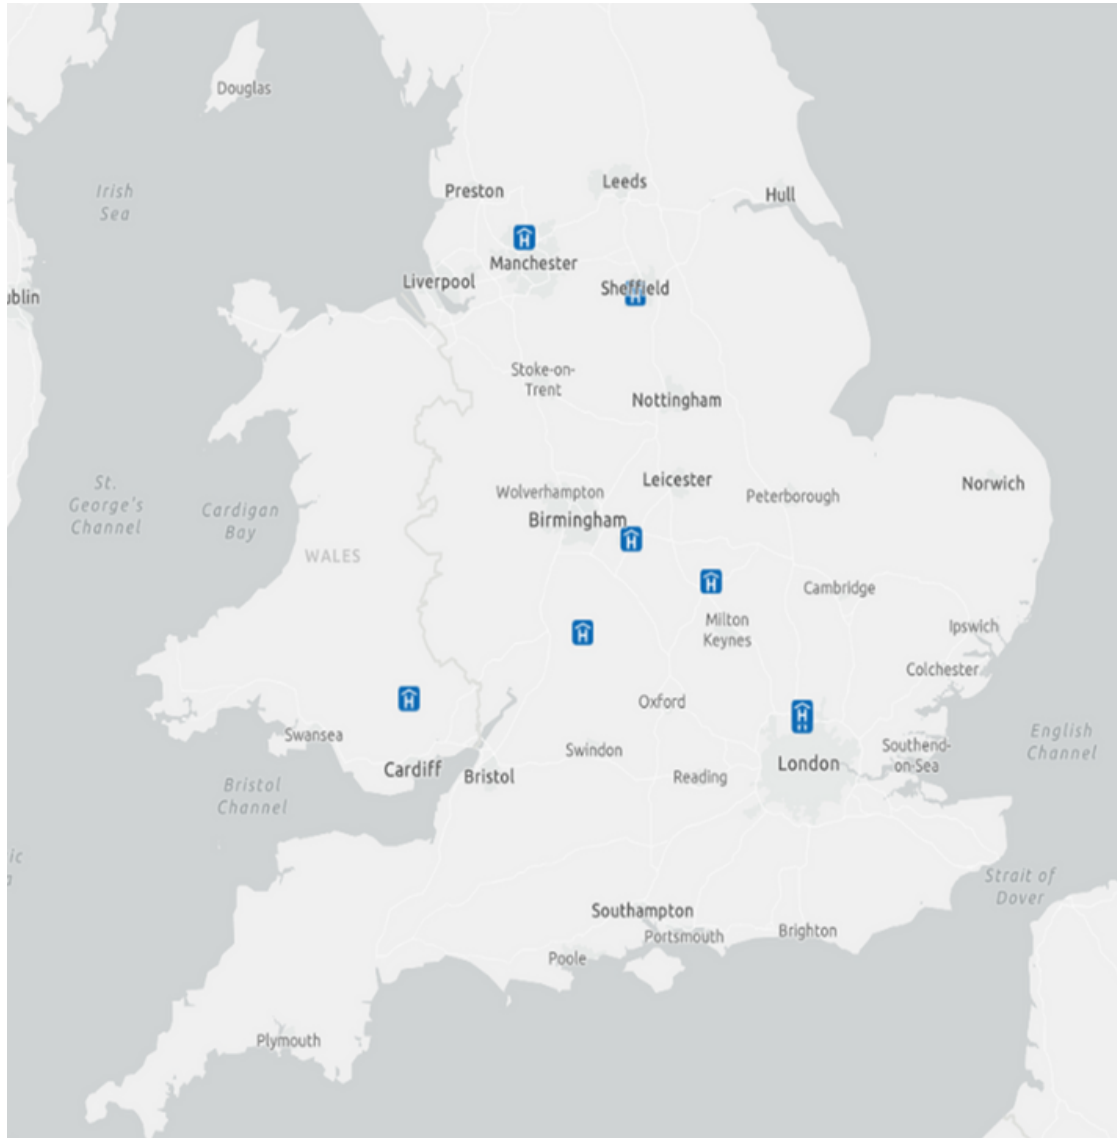 Douglas
Irish
Sea
Preston
Leeds
Hull
H
Manchester
Liverpool
Sheffield
H
ublin
Stoke-on-
Trent
Nottingham
Leicester
Wolverhampton
Peterborough
Norwich
St.
George's
Channel
Cardigan
Bay
Birmingham
H
WALES
H
Cambridge
Milton
Keynes
Ipswich
H
Colchester
H
Oxford
H
Swansea
English
Channel
Swindon
Southend-
on-Sea
Cardiff
Bristol
Reading
London
Bristol
Channel
ic
Strait of
Dover
Southampton
Portsmouth
Brighton
Poole
Plymouth